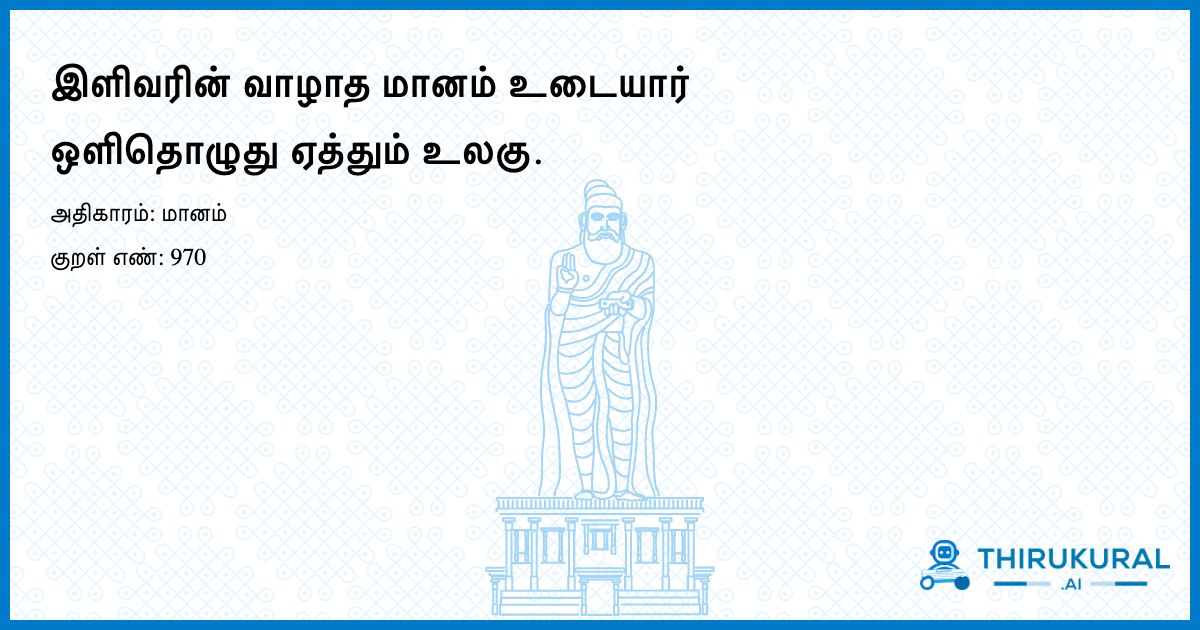 இளிவரின் வாழாத மானம் உடையார்
ஒளிதொழுது ஏத்தும் உலகு.
அதிகாரம்: மானம்
குறள் எண்: 970
THIRUKURAL
.AI